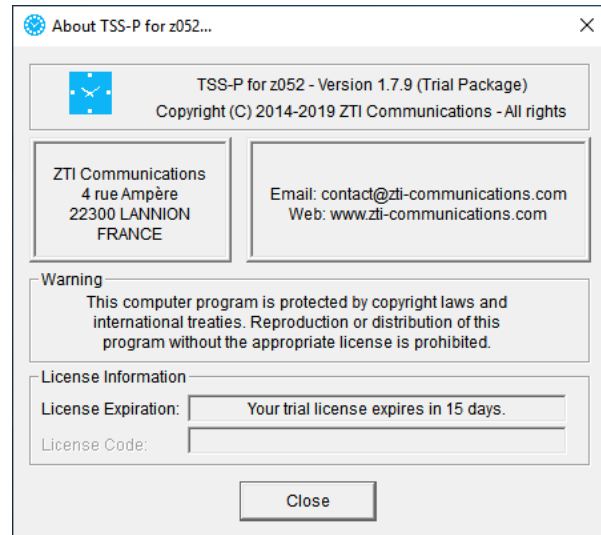 About TSS-P for z052...
TSS-P for z052 - Version 1.7.9 (Trial Package)
Copyright (C) 2014-2019 ZTI Communications - All rights
ZTI Communications
4 rue Ampère
22300 LANNION
FRANCE
Email: contact@zti-communications.com
Web: www.zti-communications.com
Warning
This computer program is protected by copyright laws and
international treaties. Reproduction or distribution of this
program without the appropriate license is prohibited.
License Information
License Expiration: Your trial license expires in 15 days.
License Code:
Close